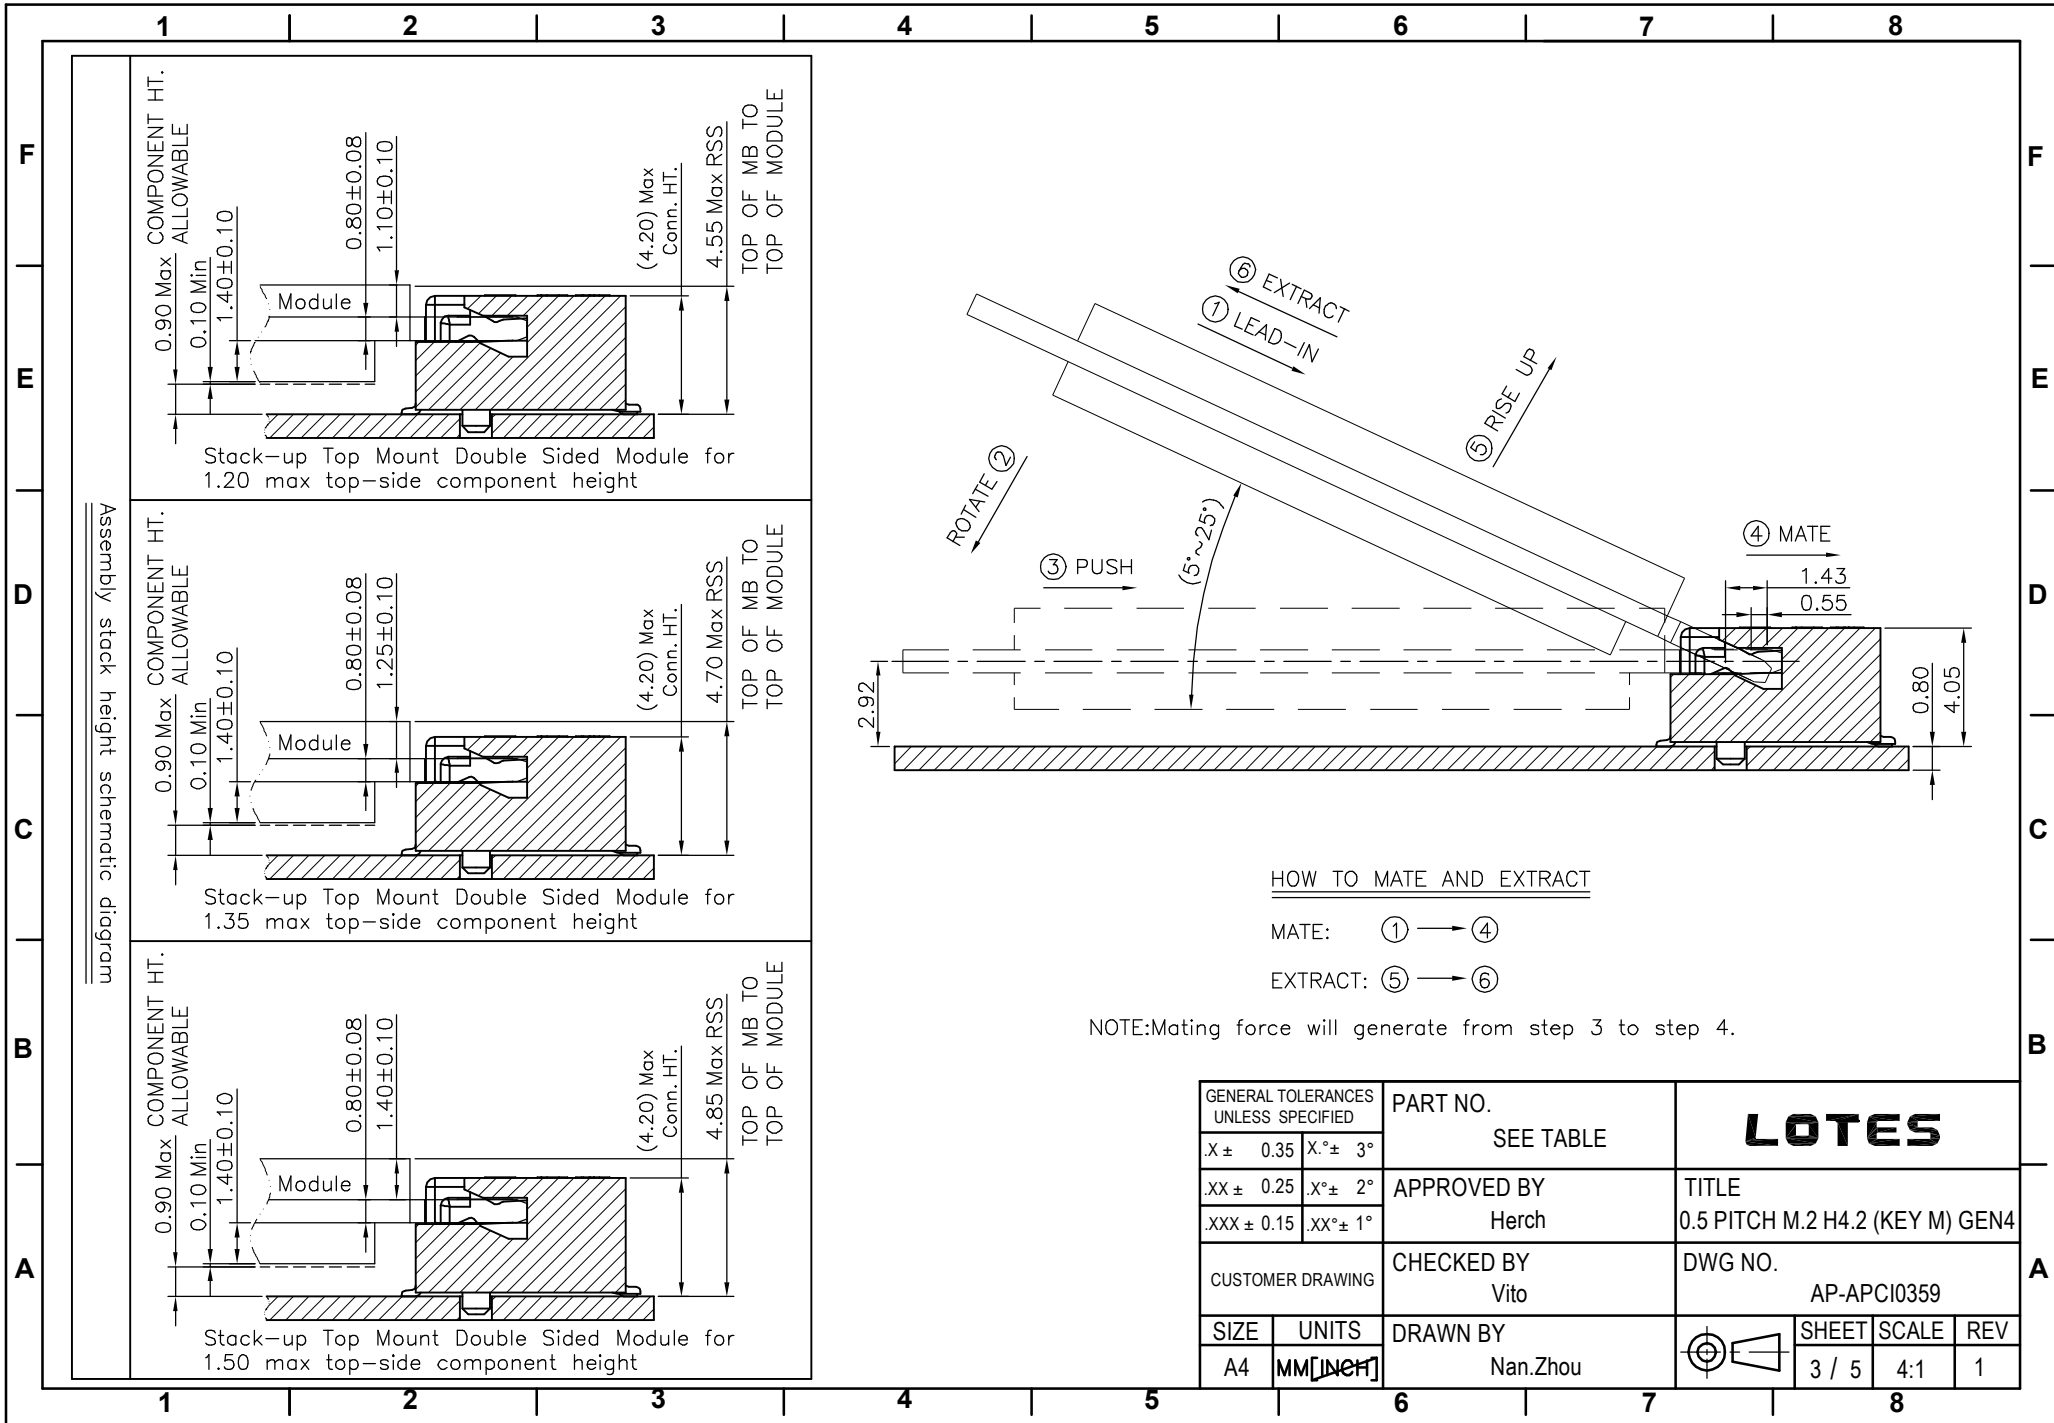 1 2 3 4 5 6 7 8
F
E
D
C
B
A
Assembly stack height schematic diagram
0.90 Max COMPONENT HT.
ALLOWABLE
0.10 Min
1.40±0.10
0.80±0.08
1.10±0.10
(4.20) Max
Conn. HT.
4.55 Max RSS
TOP OF MB TO
TOP OF MODULE
Module
Stack-up Top Mount Double Sided Module for
1.20 max top-side component height
0.90 Max COMPONENT HT.
ALLOWABLE
0.10 Min
1.40±0.10
0.80±0.08
1.25±0.10
(4.20) Max
Conn. HT.
4.70 Max RSS
TOP OF MB TO
TOP OF MODULE
Module
Stack-up Top Mount Double Sided Module for
1.35 max top-side component height
0.90 Max COMPONENT HT.
ALLOWABLE
0.10 Min
1.40±0.10
0.80±0.08
1.40±0.10
(4.20) Max
Conn. HT.
4.85 Max RSS
TOP OF MB TO
TOP OF MODULE
Module
Stack-up Top Mount Double Sided Module for
1.50 max top-side component height
⑥ EXTRACT
① LEAD-IN
⑤ RISE UP
ROTATE ②
③ PUSH
(5°~25°)
④ MATE
1.43
0.55
2.92
0.80
4.05
HOW TO MATE AND EXTRACT
MATE: ① → ④
EXTRACT: ⑤ → ⑥
NOTE:Mating force will generate from step 3 to step 4.
GENERAL TOLERANCES
UNLESS SPECIFIED
.X ± 0.35 X.°± 3°
.XX ± 0.25 .X°± 2°
.XXX ± 0.15 .XX°± 1°
CUSTOMER DRAWING
SIZE UNITS
A4 MM[INCH]
PART NO.
SEE TABLE
APPROVED BY
Herch
CHECKED BY
Vito
DRAWN BY
Nan.Zhou
LOTES
TITLE
0.5 PITCH M.2 H4.2 (KEY M) GEN4
DWG NO.
AP-APCI0359
SHEET SCALE REV
3 / 5 4:1 1
F
E
D
C
B
A
1 2 3 4 5 6 7 8